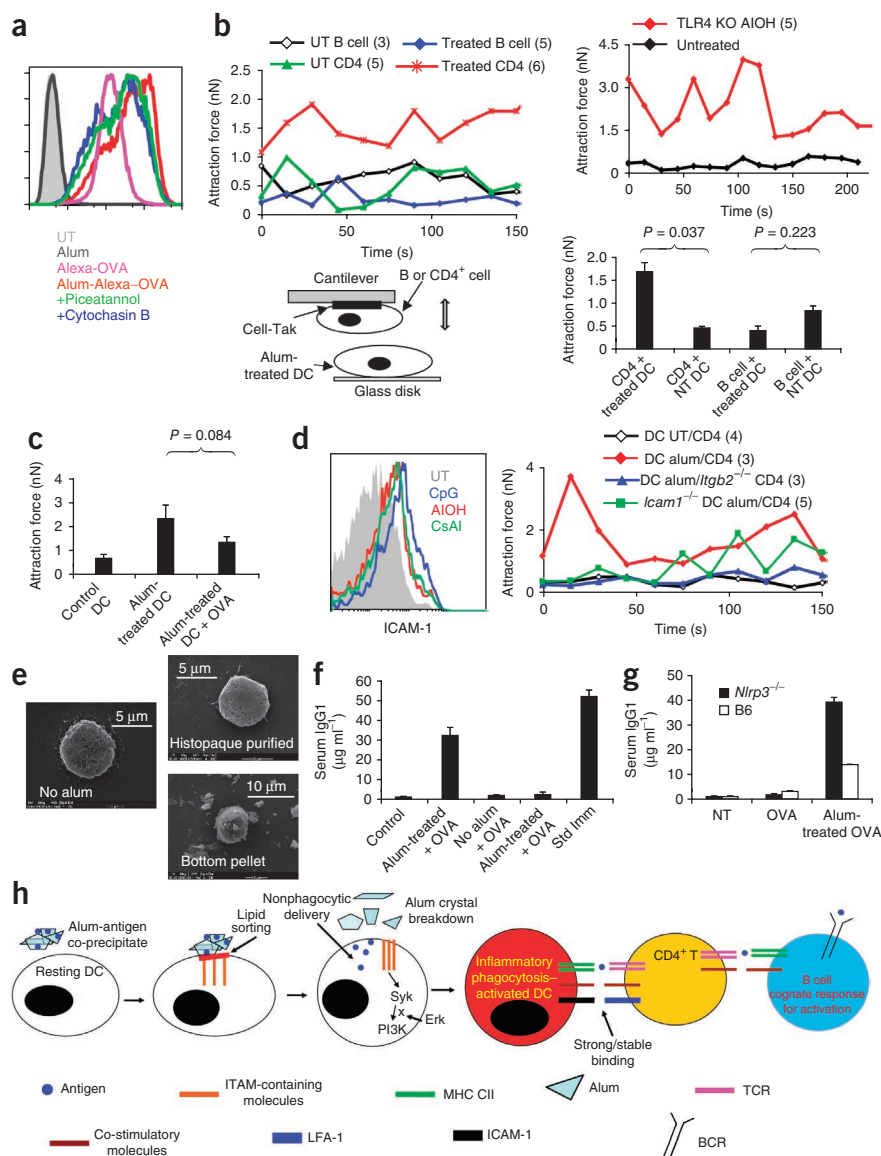 a
UT
Alum
Alexa-OVA
Alum-Alexa–OVA
+Piceatannol
+Cytochasin B
b
UT B cell (3)
Treated B cell (5)
UT CD4 (5)
Treated CD4 (6)
Attraction force (nN)
2.5
2.0
1.5
1.0
0.5
0
0
50
100
150
Time (s)
TLR4 KO AlOH (5)
Untreated
Attraction force (nN)
4.5
3.0
1.5
0
0
50
100
150
200
Time (s)
Cantilever
B or CD4+ cell
Cell-Tak
Alum-
treated DC
Glass disk
P = 0.037
P = 0.223
Attraction force (nN)
2.0
1.5
1.0
0.5
0
CD4 +
treated DC
CD4 +
NT DC
B cell +
treated DC
B cell +
NT DC
c
P = 0.084
Attraction force (nN)
4
3
2
1
0
Control
DC
Alum-
treated DC
Alum-treated
DC + OVA
d
UT
CpG
AlOH
CsAl
ICAM-1
DC UT/CD4 (4)
DC alum/CD4 (3)
DC alum/Itgb2−/− CD4 (3)
Icam1−/− DC alum/CD4 (5)
Attraction force (nN)
4
2
0
0
50
100
150
Time (s)
e
5 µm
No alum
5 µm
Histopaque purified
10 µm
Bottom pellet
f
Serum IgG1
(µg ml−1)
60
50
40
30
20
10
0
Control
Alum-treated
+ OVA
No alum
+ OVA
Alum-treated
+ OVA
Std Imm
g
Nlrp3−/−
B6
Serum IgG1
(µg ml−1)
50
40
30
20
10
0
NT
OVA
Alum-
treated OVA
h
Alum-antigen
co-precipitate
Resting DC
Lipid
sorting
Nonphagocytic
delivery
Alum crystal
breakdown
Syk
x
PI3K
Erk
Inflammatory
phagocytosis–
activated DC
CD4+ T
Strong/stable
binding
B cell
cognate response
for activation
Antigen
ITAM-containing
molecules
MHC CII
Alum
TCR
Co-stimulatory
molecules
LFA-1
ICAM-1
BCR